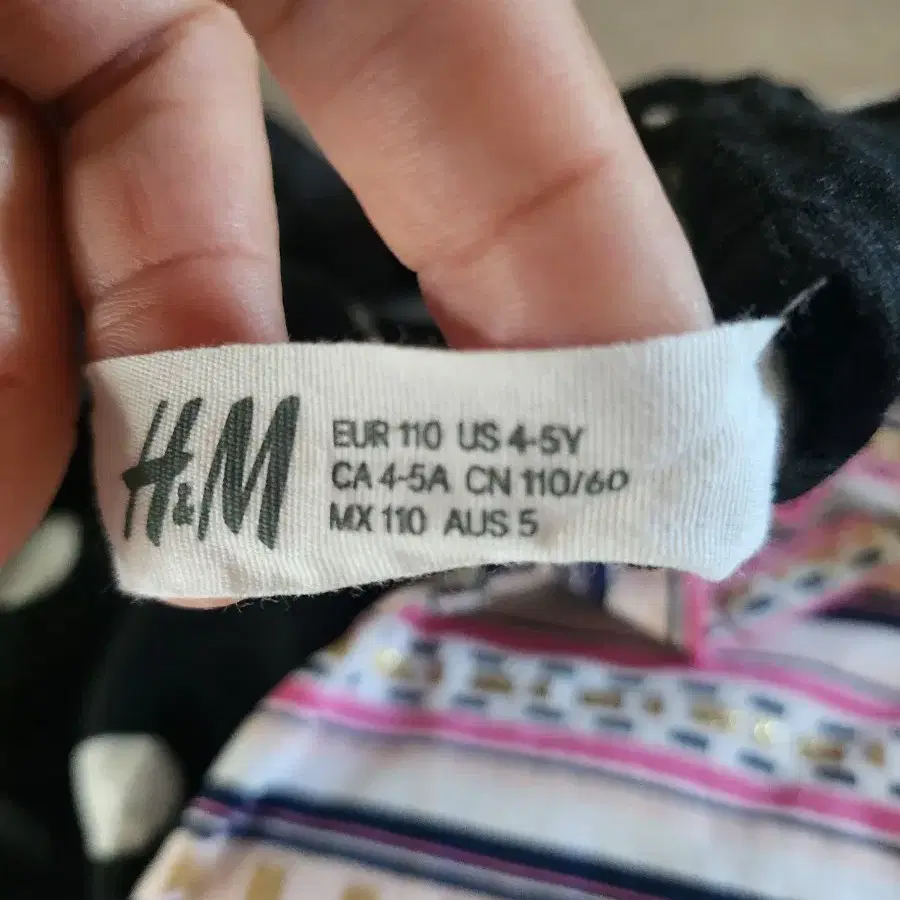 H&M
EUR 110 US 4-5Y
CA 4-5A CN 110/60
MX 110 AUS 5